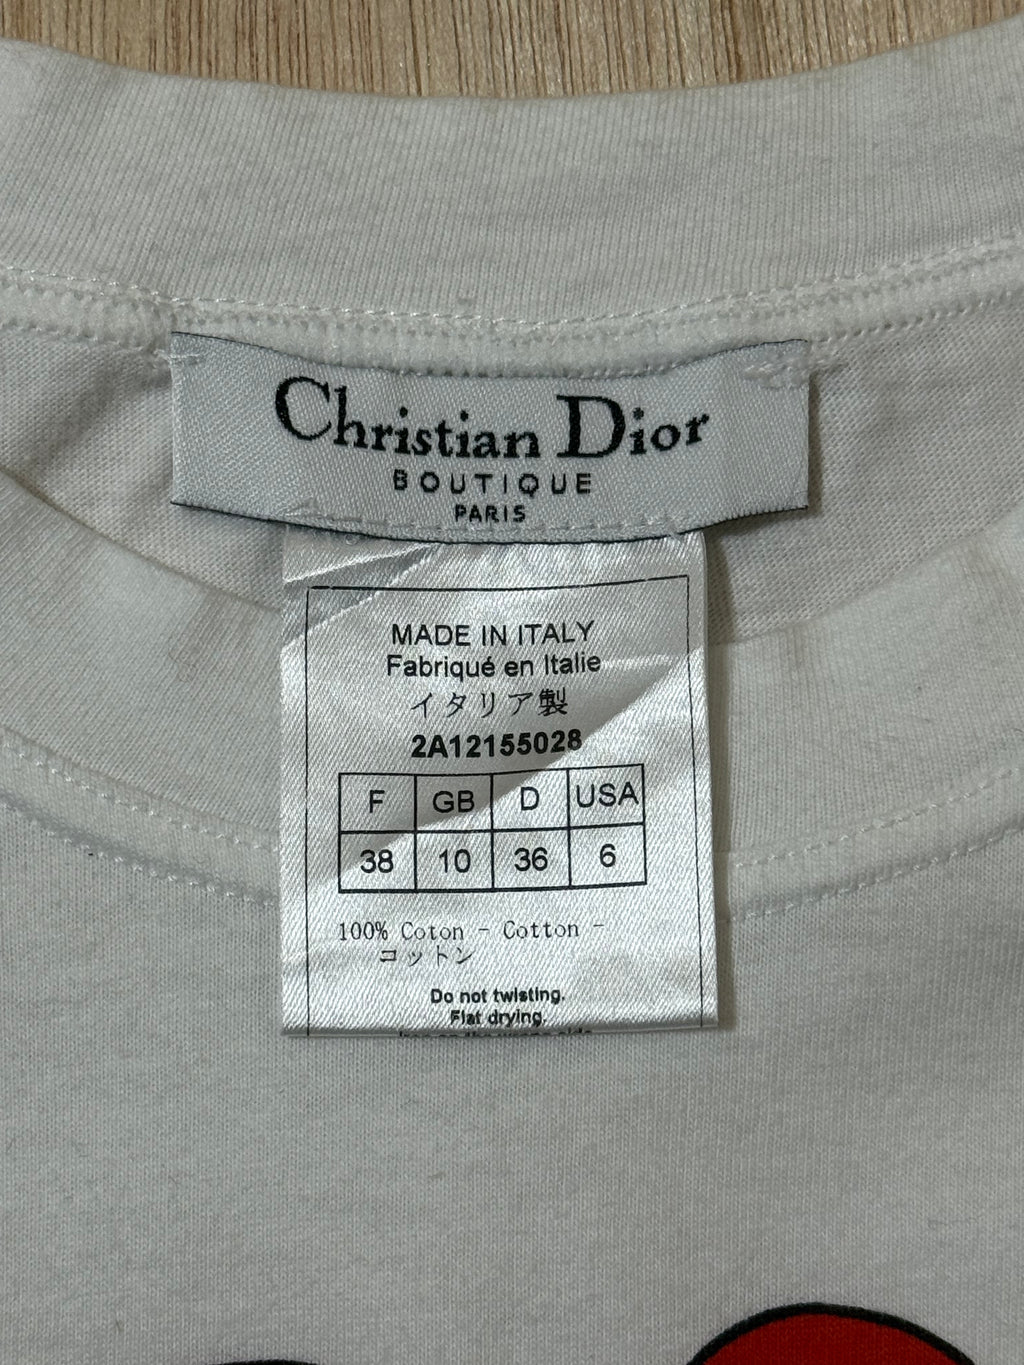 Christian Dior
BOUTIQUE
PARIS
MADE IN ITALY
Fabriqué en Italie
イタリア製
2A12155028
F GB D USA
38 10 36 6
100% Coton - Cotton -
コットン
Do not twisting.
Flat drying.